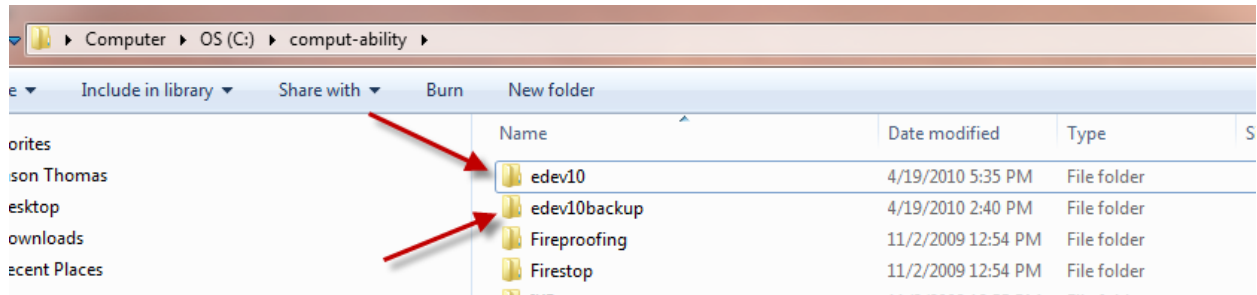 Computer OS (C:) comput-ability
e Include in library Share with Burn New folder
Name Date modified Type S
orites
son Thomas
esktop
ownloads
ecent Places
edev10 4/19/2010 5:35 PM File folder
edev10backup 4/19/2010 2:40 PM File folder
Fireproofing 11/2/2009 12:54 PM File folder
Firestop 11/2/2009 12:54 PM File folder